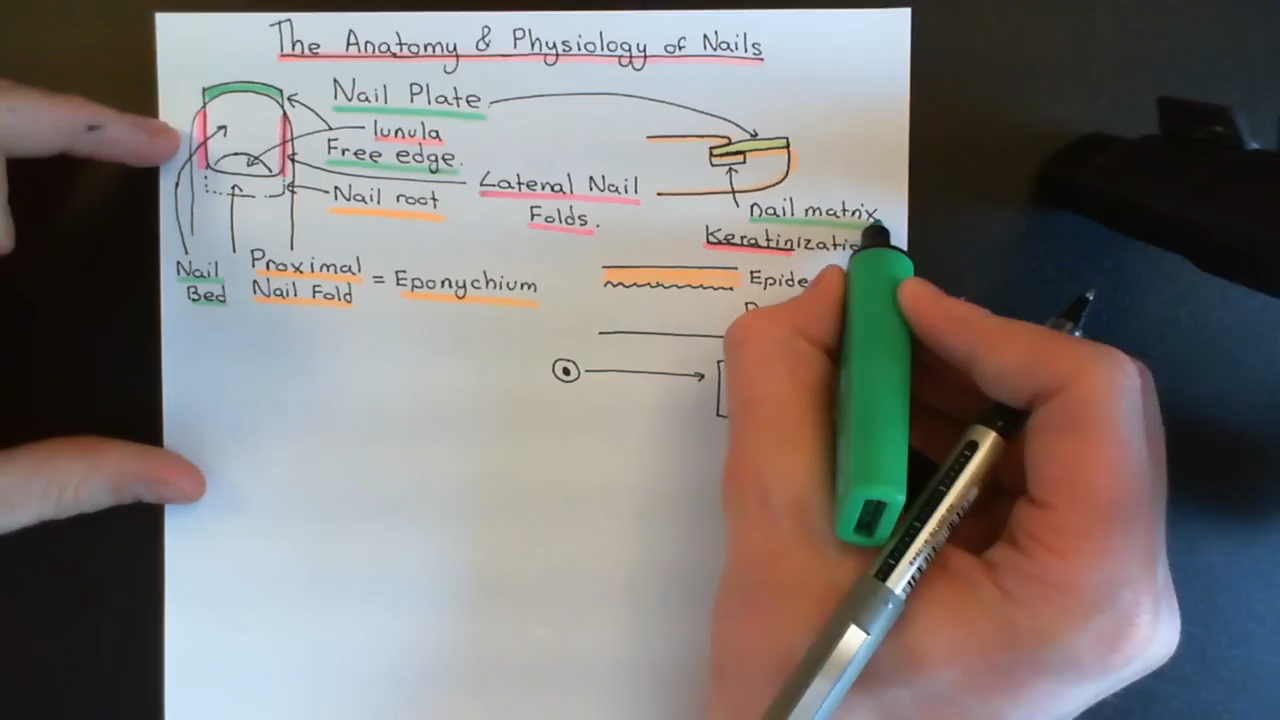 The Anatomy & Physiology of Nails
Nail Plate
lunula
Free edge.
Nail root
Latenal Nail
Folds.
Nail
Bed
Proximal
Nail Fold
= Eponychium
nail matrix